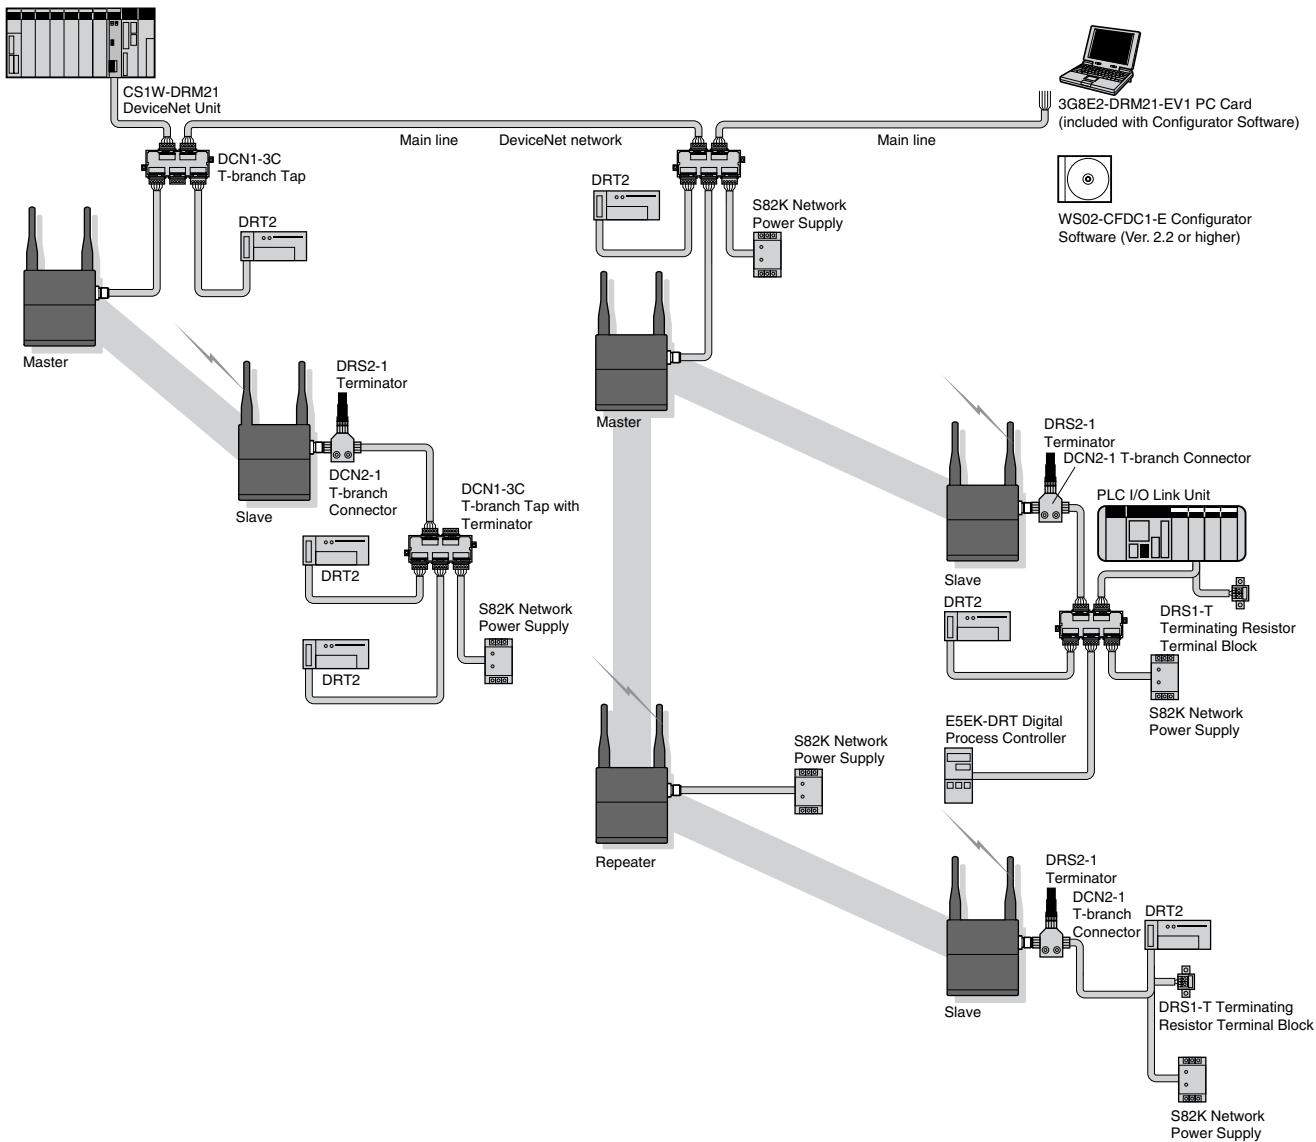 CS1W-DRM21
DeviceNet Unit
Main line
DeviceNet network
Main line
3G8E2-DRM21-EV1 PC Card
(included with Configurator Software)
DCN1-3C
T-branch Tap
DRT2
S82K Network
Power Supply
WS02-CFDC1-E Configurator
Software (Ver. 2.2 or higher)
DRT2
Master
DRS2-1
Terminator
Master
DRS2-1
Terminator
DCN2-1 T-branch Connector
DCN2-1
T-branch
Connector
Slave
DCN1-3C
T-branch Tap with
Terminator
PLC I/O Link Unit
DRT2
Slave
DRT2
DRS1-T
Terminating Resistor
Terminal Block
S82K Network
Power Supply
DRT2
S82K Network
Power Supply
E5EK-DRT Digital
Process Controller
S82K Network
Power Supply
Repeater
DRS2-1
Terminator
DCN2-1
T-branch
Connector
DRT2
Slave
DRS1-T Terminating
Resistor Terminal Block
S82K Network
Power Supply